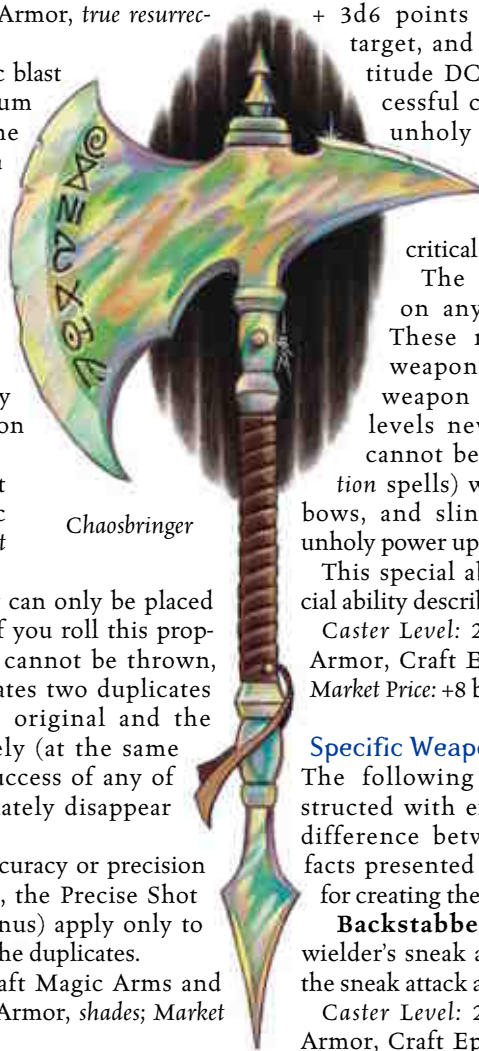 Armor, true resurrec-
blast
can only be placed
f you roll this prop-
cannot be thrown,
ates two duplicates
original and the
ely (at the same
uccess of any of
ately disappear
curacy or precision
, the Precise Shot
nus) apply only to
he duplicates.
aft Magic Arms and
Armor, shades; Market
Chaosbringer
+ 3d6 points
target, and
titude DC
cessful c
unholy
critical
The
on any
These
weapon
weapon
levels nev
cannot be
tion spells) w
bows, and slin
unholy power up
This special ab
cial ability describ
Caster Level: 2
Armor, Craft E
Market Price: +8 b
Specific Weapo
The following
structed with e
difference betw
facts presented
for creating the
Backstabbe
wielder's sneak a
the sneak attack a
Caster Level: 2
Armor, Craft Ep